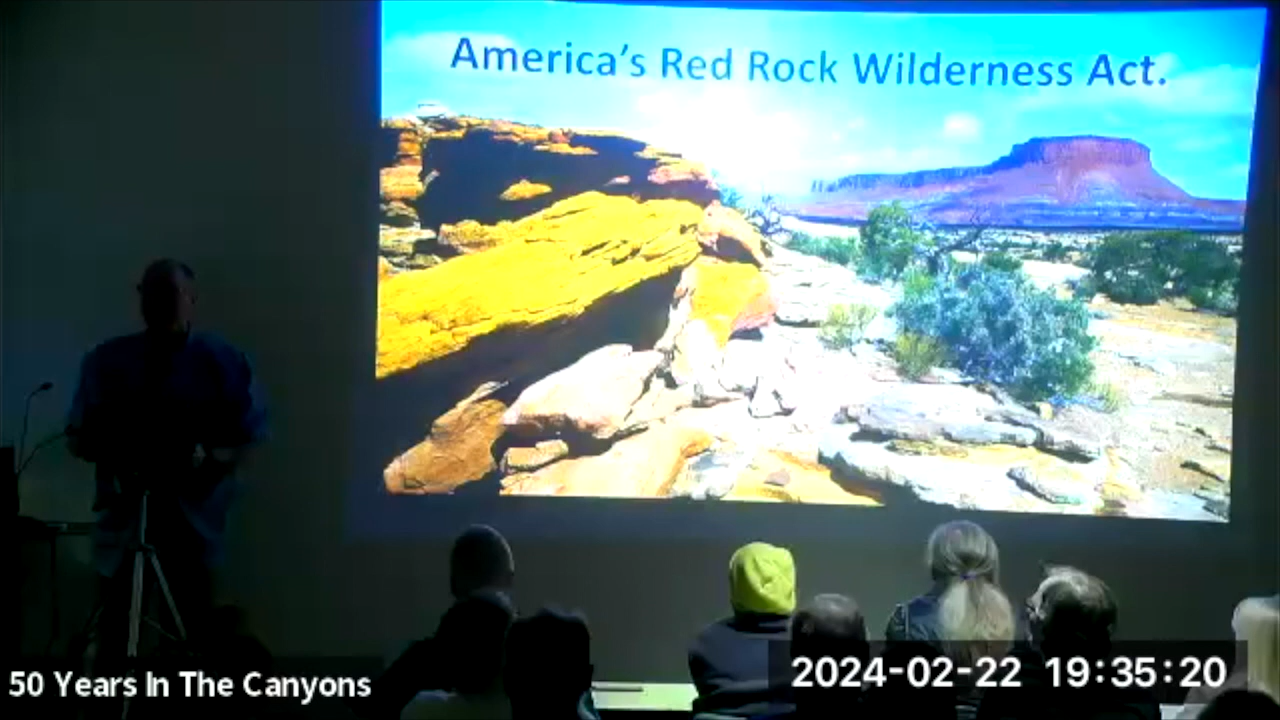 America's Red Rock Wilderness Act.
50 Years In The Canyons
2024-02-22 19:35:20